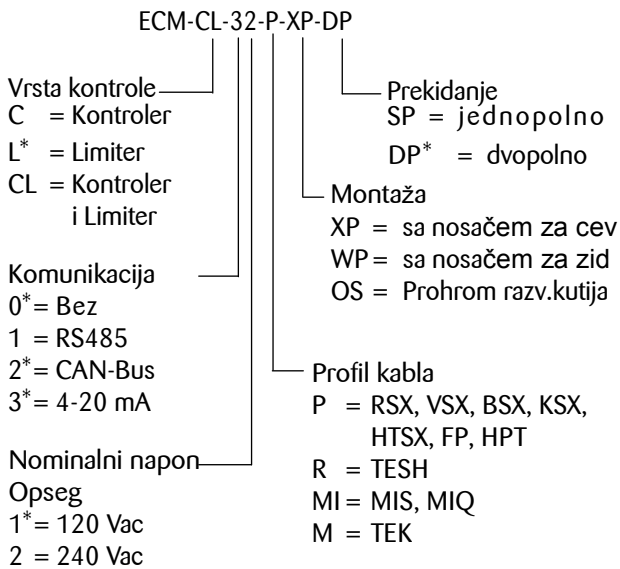 ECM-CL-32-P-XP-DP
Vrsta kontrole
C = Kontroler
L* = Limiter
CL = Kontroler
i Limiter
Komunikacija
0* = Bez
1 = RS485
2* = CAN-Bus
3* = 4-20 mA
Nominalni napon
Opseg
1* = 120 Vac
2 = 240 Vac
Prekidanje
SP = jednopolno
DP* = dvopolno
Montaža
XP = sa nosačem za cev
WP = sa nosačem za zid
OS = Prohrom razv.kutija
Profil kabla
P = RSX, VSX, BSX, KSX,
HTSX, FP, HPT
R = TESH
MI = MIS, MIQ
M = TEK